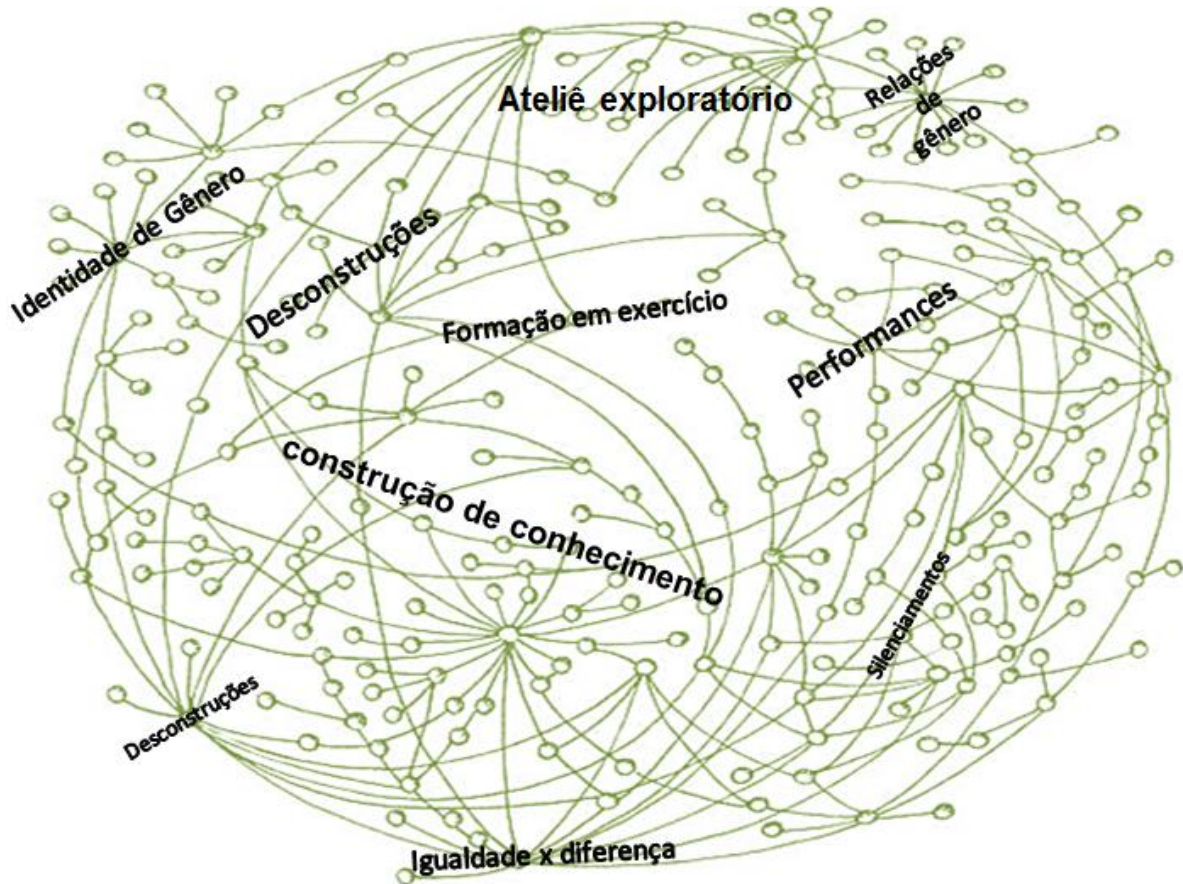 Ateliê exploratório
Relações
de
gênero
Identidade de Gênero
Desconstruções
Formação em exercício
Performances
construção de conhecimento
Silenciamentos
Desconstruções
Igualdade x diferença